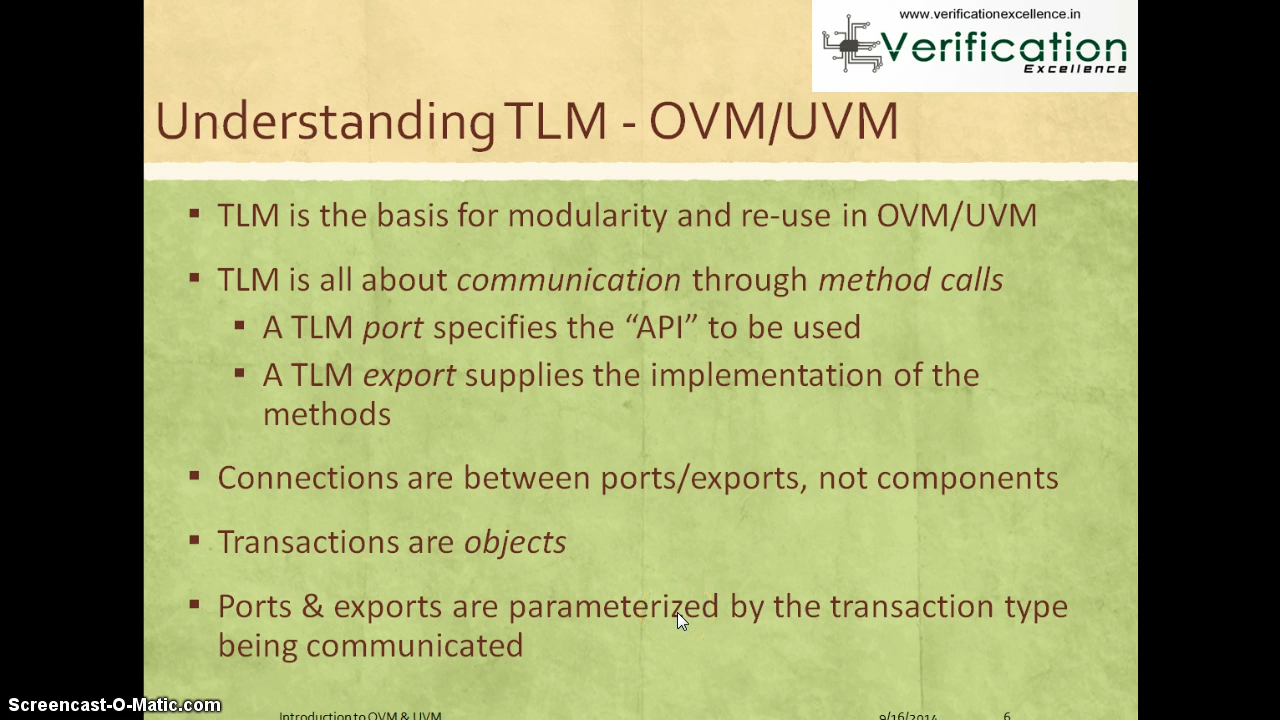 www.verificationexcellence.in
Verification
Excellence
Understanding TLM - OVM/UVM
▪ TLM is the basis for modularity and re-use in OVM/UVM
▪ TLM is all about communication through method calls
▪ A TLM port specifies the “API” to be used
▪ A TLM export supplies the implementation of the
methods
▪ Connections are between ports/exports, not components
▪ Transactions are objects
▪ Ports & exports are parameterized by the transaction type
being communicated
Screencast-O-Matic.com
Introduction to OVM & UVM 9/16/2014 6